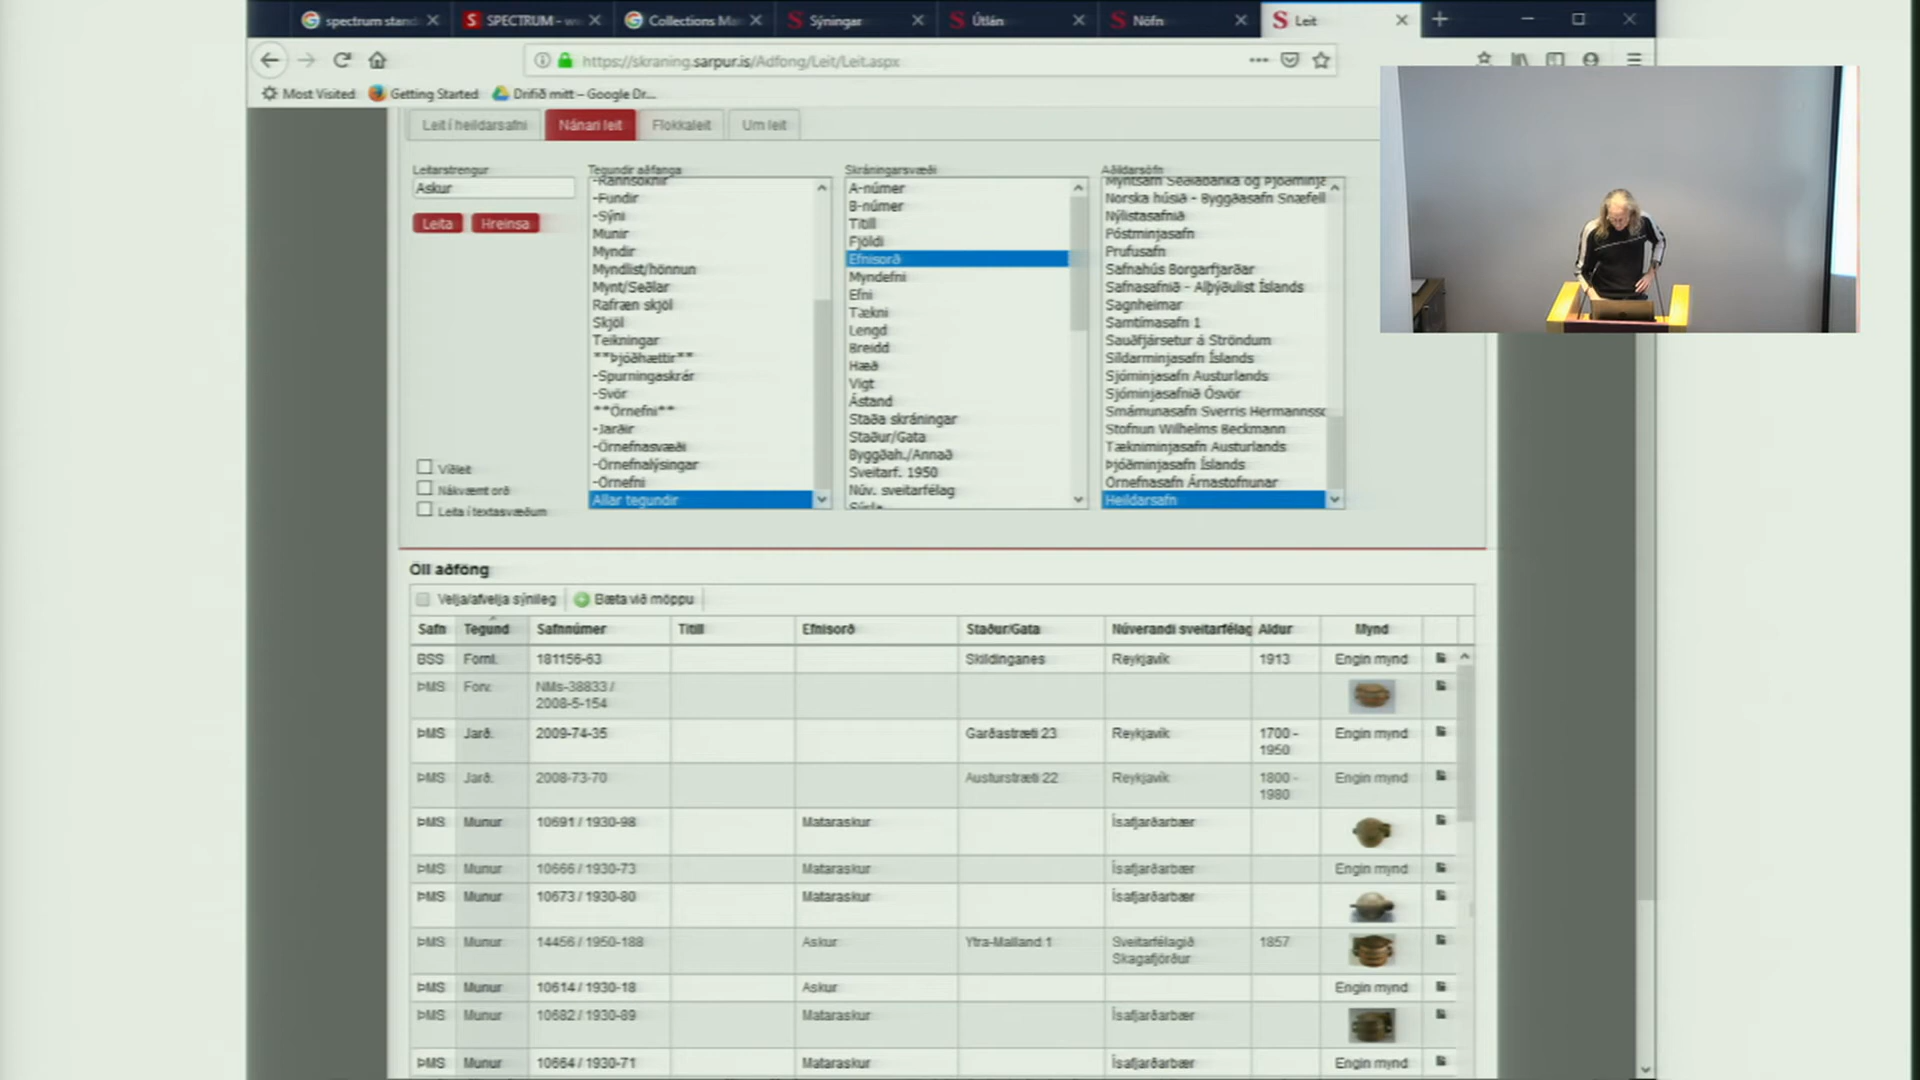 spectrum stand
SPECTRUM - w
Collections Ma
Sýningar
Útlán
Nöfn
Leit
https://skraning.sarpur.is/Adfong/Leit/Leit.aspx
Most Visited
Getting Started
Drifið mitt – Google Dr...
Leit í heildarsafni
Nánari leit
Flokkaleit
Um leit
Leitarstrengur
Askur
Leita
Hreinsa
Víðleit
Nákvæmt orð
Leita í textasvæðum
Tegundir aðfanga
-Rannsóknir
-Fundir
-Sýni
Munir
Myndir
Myndlist/hönnun
Mynt/Seðlar
Rafræn skjöl
Skjöl
Teikningar
**Þjóðhættir**
-Spurningaskrár
-Svör
**Örnefni**
-Jarðir
-Örnefnasvæði
-Örnefnalýsingar
-Örnefni
Allar tegundir
Skráningarsvæði
A-númer
B-númer
Titill
Fjöldi
Efnisorð
Myndefni
Efni
Tækni
Lengd
Breidd
Hæð
Vigt
Ástand
Staða skráningar
Staður/Gata
Byggðah./Annað
Sveitarf. 1950
Núv. sveitarfélag
Sýsla
Aðildarsöfn
Myntsafn Seðlabanka og Þjóðminja
Norska húsið - Byggðasafn Snæfell
Nýlistasafnið
Póstminjasafn
Prufusafn
Safnahús Borgarfjarðar
Safnasafnið - Alþýðulist Íslands
Sagnheimar
Samtímasafn 1
Sauðfjársetur á Ströndum
Síldarminjasafn Íslands
Sjóminjasafn Austurlands
Sjóminjasafnið Ósvör
Smámunasafn Sverris Hermannsso
Stofnun Wilhelms Beckmann
Tækniminjasafn Austurlands
Þjóðminjasafn Íslands
Örnefnasafn Árnastofnunar
Heildarsafn
Öll aðföng
Velja/afvelja sýnileg
Bæta við möppu
Safn Tegund Safnnúmer Titill Efnisorð Staður/Gata Núverandi sveitarfélag Aldur Mynd
BSS Fornl. 181156-63 Skildinganes Reykjavík 1913 Engin mynd
ÞMS Forv. NMs-38833 /
2008-5-154
ÞMS Jarð. 2009-74-35 Garðastræti 23 Reykjavík 1700 - Engin mynd
1950
ÞMS Jarð. 2008-73-70 Austurstræti 22 Reykjavík 1800 - Engin mynd
1980
ÞMS Munur 10691 / 1930-98 Mataraskur Ísafjarðarbær
ÞMS Munur 10666 / 1930-73 Mataraskur Ísafjarðarbær Engin mynd
ÞMS Munur 10673 / 1930-80 Mataraskur Ísafjarðarbær
ÞMS Munur 14456 / 1950-188 Askur Ytra-Malland 1 Sveitarfélagið 1857
Skagafjörður
ÞMS Munur 10614 / 1930-18 Askur Engin mynd
ÞMS Munur 10682 / 1930-89 Mataraskur Ísafjarðarbær
ÞMS Munur 10664 / 1930-71 Mataraskur Ísafjarðarbær Engin mynd